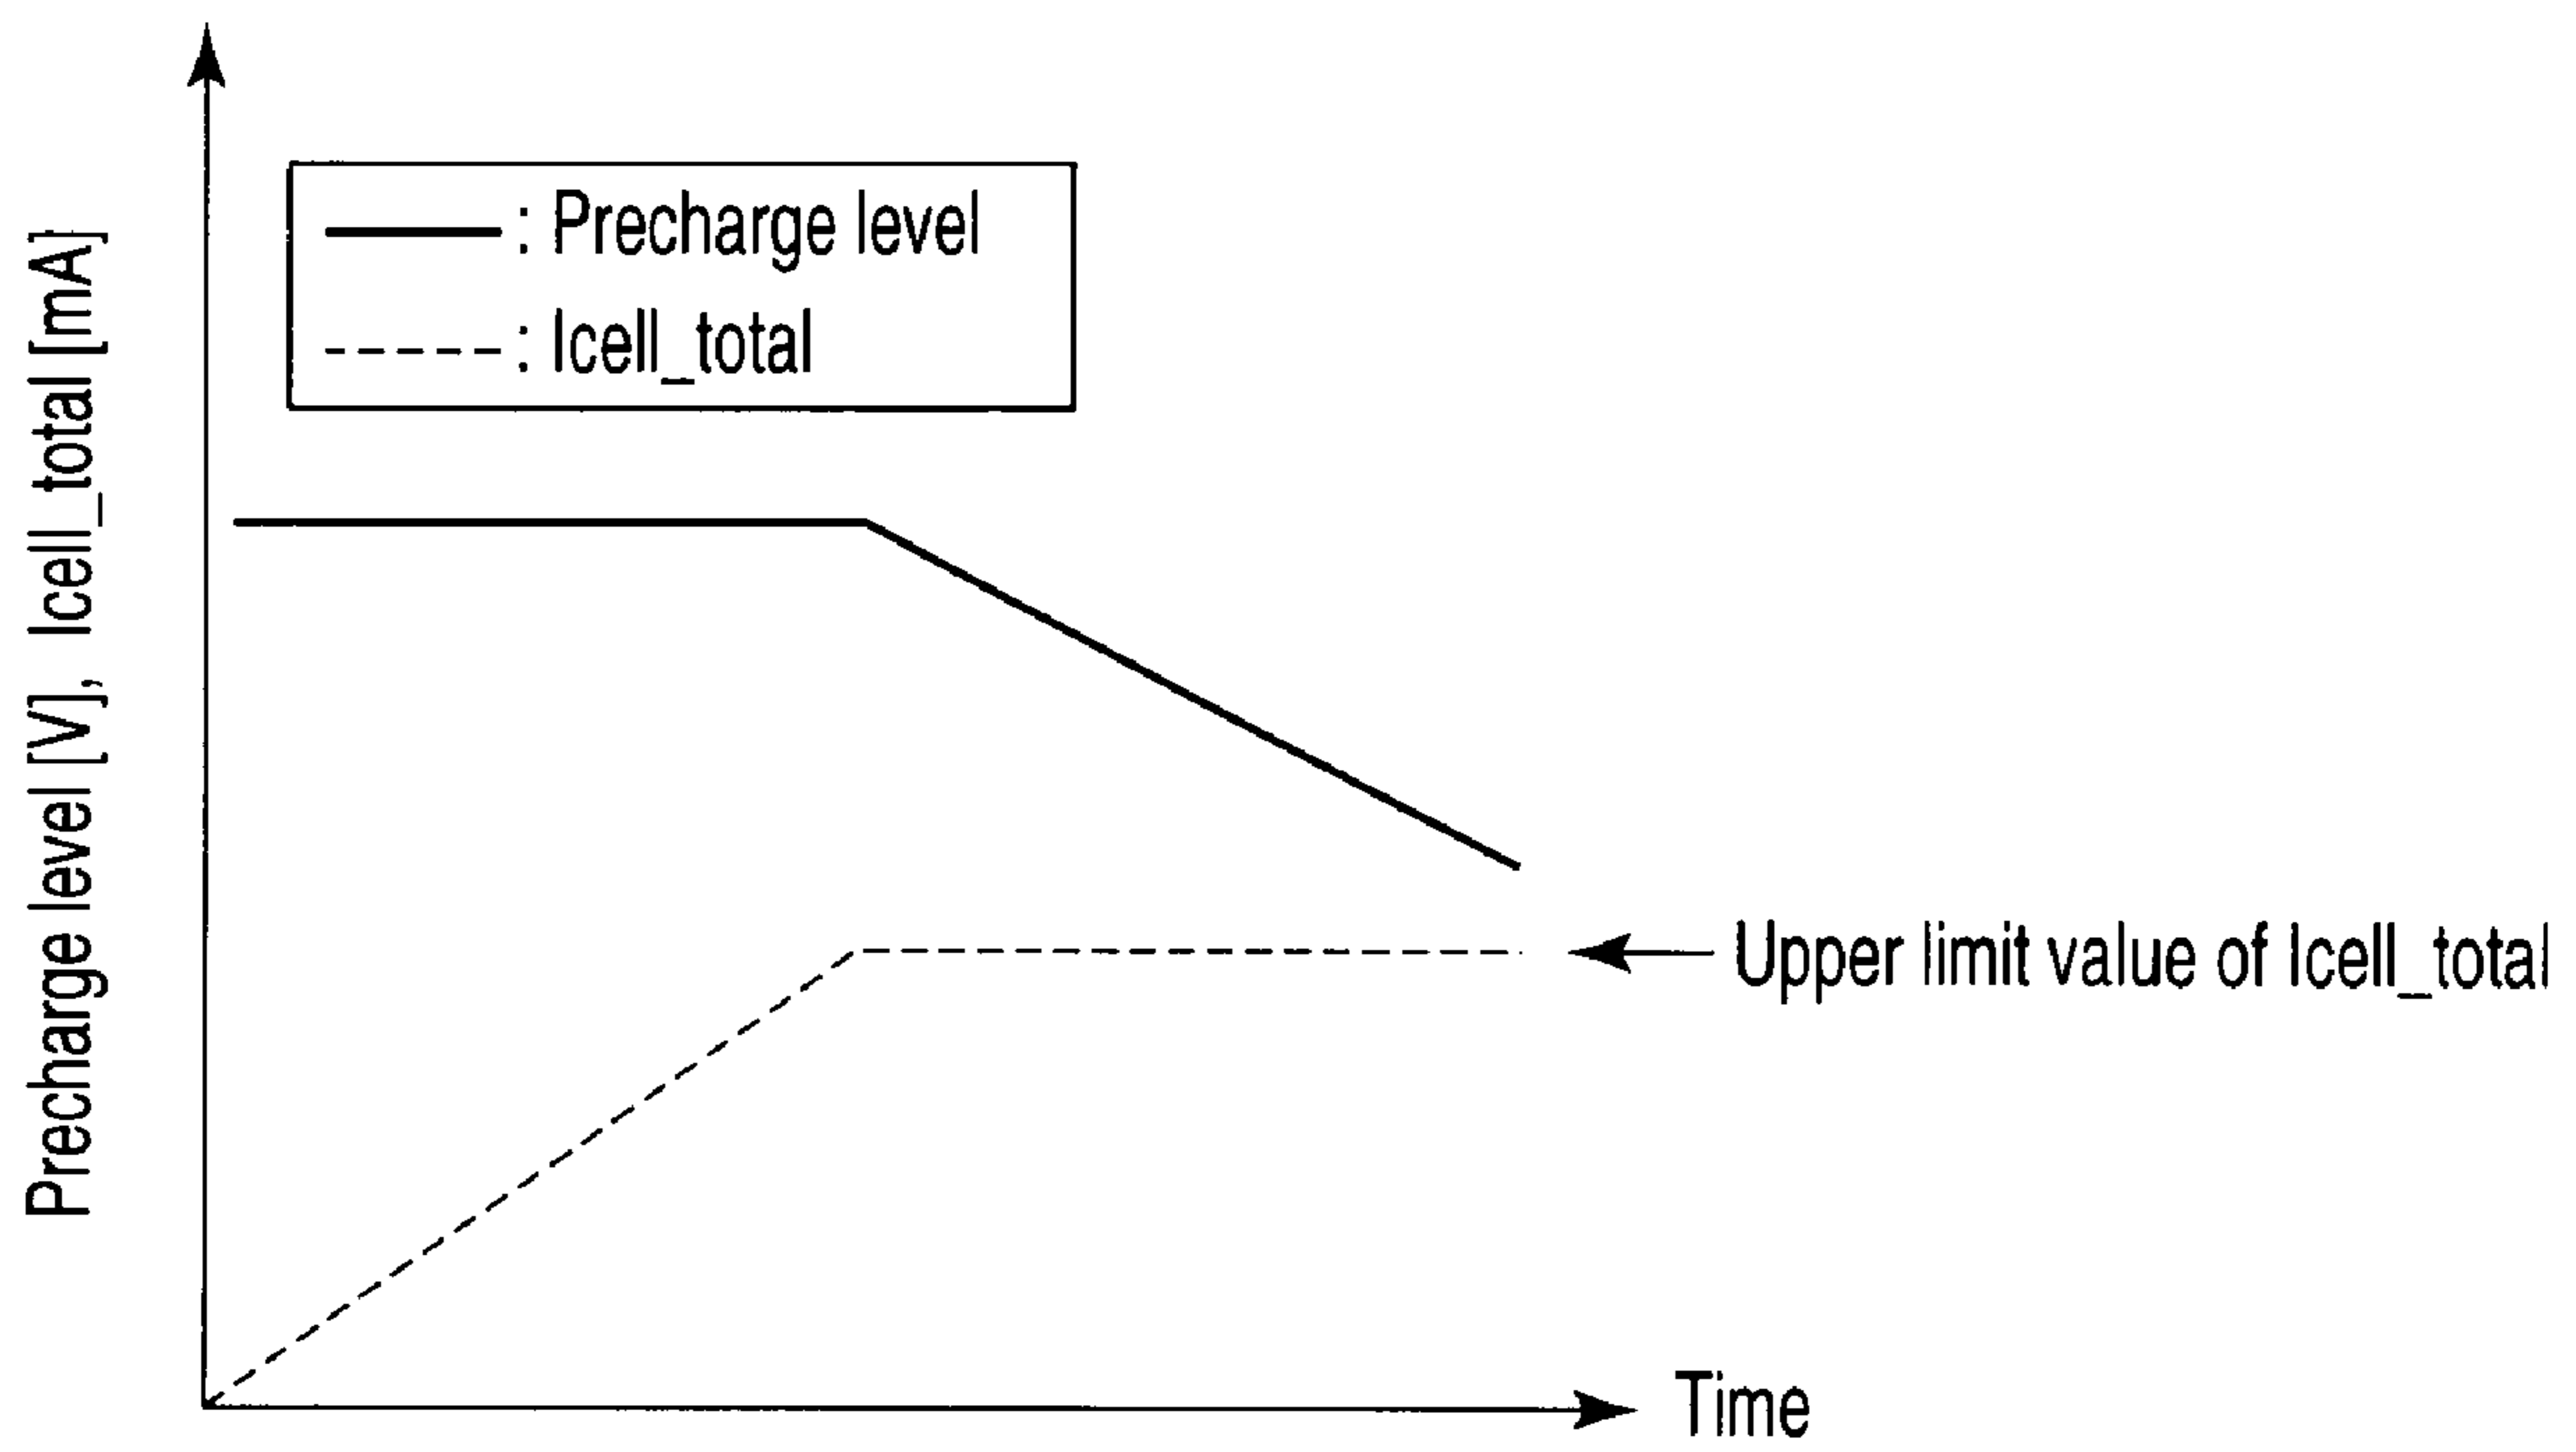 Precharge level [V], Icell_total [mA]
: Precharge level
: Icell_total
Upper limit value of Icell_total
Time